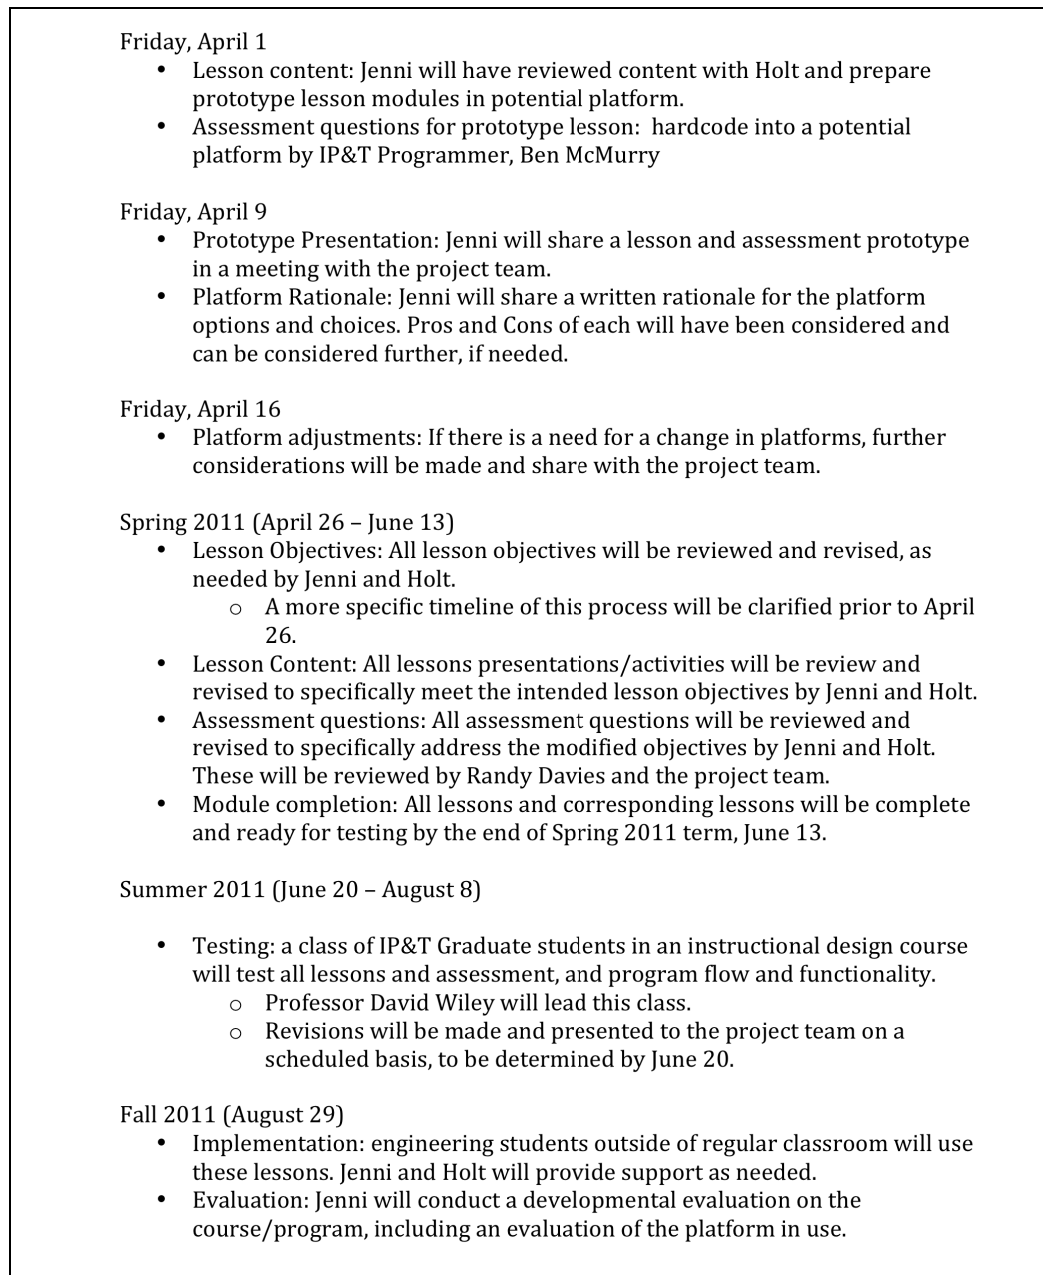 Friday, April 1
• Lesson content: Jenni will have reviewed content with Holt and prepare
prototype lesson modules in potential platform.
• Assessment questions for prototype lesson:  hardcode into a potential
platform by IP&T Programmer, Ben McMurry
Friday, April 9
• Prototype Presentation: Jenni will share a lesson and assessment prototype
in a meeting with the project team.
• Platform Rationale: Jenni will share a written rationale for the platform
options and choices. Pros and Cons of each will have been considered and
can be considered further, if needed.
Friday, April 16
• Platform adjustments: If there is a need for a change in platforms, further
considerations will be made and share with the project team.
Spring 2011 (April 26 – June 13)
• Lesson Objectives: All lesson objectives will be reviewed and revised, as
needed by Jenni and Holt.
o A more specific timeline of this process will be clarified prior to April
26.
• Lesson Content: All lessons presentations/activities will be review and
revised to specifically meet the intended lesson objectives by Jenni and Holt.
• Assessment questions: All assessment questions will be reviewed and
revised to specifically address the modified objectives by Jenni and Holt.
These will be reviewed by Randy Davies and the project team.
• Module completion: All lessons and corresponding lessons will be complete
and ready for testing by the end of Spring 2011 term, June 13.
Summer 2011 (June 20 – August 8)
• Testing: a class of IP&T Graduate students in an instructional design course
will test all lessons and assessment, and program flow and functionality.
o Professor David Wiley will lead this class.
o Revisions will be made and presented to the project team on a
scheduled basis, to be determined by June 20.
Fall 2011 (August 29)
• Implementation: engineering students outside of regular classroom will use
these lessons. Jenni and Holt will provide support as needed.
• Evaluation: Jenni will conduct a developmental evaluation on the
course/program, including an evaluation of the platform in use.